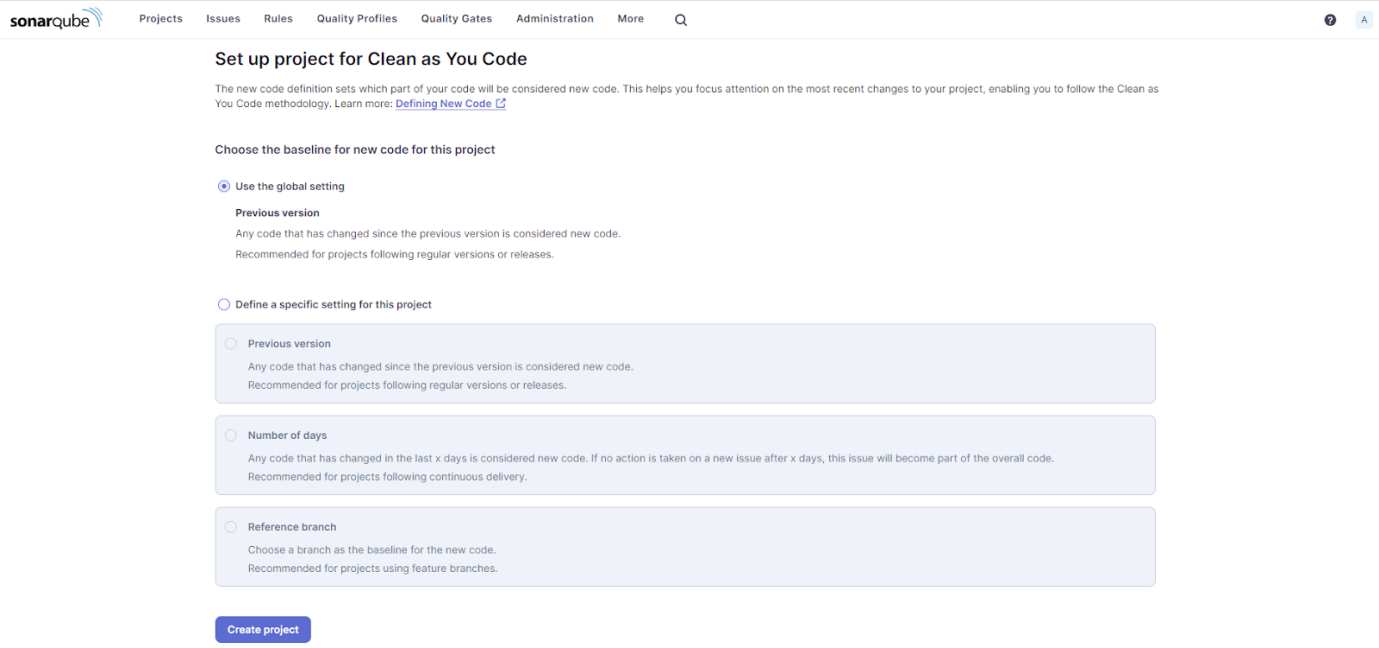 sonarqube Projects Issues Rules Quality Profiles Quality Gates Administration More ? A
Set up project for Clean as You Code
The new code definition sets which part of your code will be considered new code. This helps you focus attention on the most recent changes to your project, enabling you to follow the Clean as
You Code methodology. Learn more: Defining New Code
Choose the baseline for new code for this project
Use the global setting
Previous version
Any code that has changed since the previous version is considered new code.
Recommended for projects following regular versions or releases.
Define a specific setting for this project
Previous version
Any code that has changed since the previous version is considered new code.
Recommended for projects following regular versions or releases.
Number of days
Any code that has changed in the last x days is considered new code. If no action is taken on a new issue after x days, this issue will become part of the overall code.
Recommended for projects following continuous delivery.
Reference branch
Choose a branch as the baseline for the new code.
Recommended for projects using feature branches.
Create project